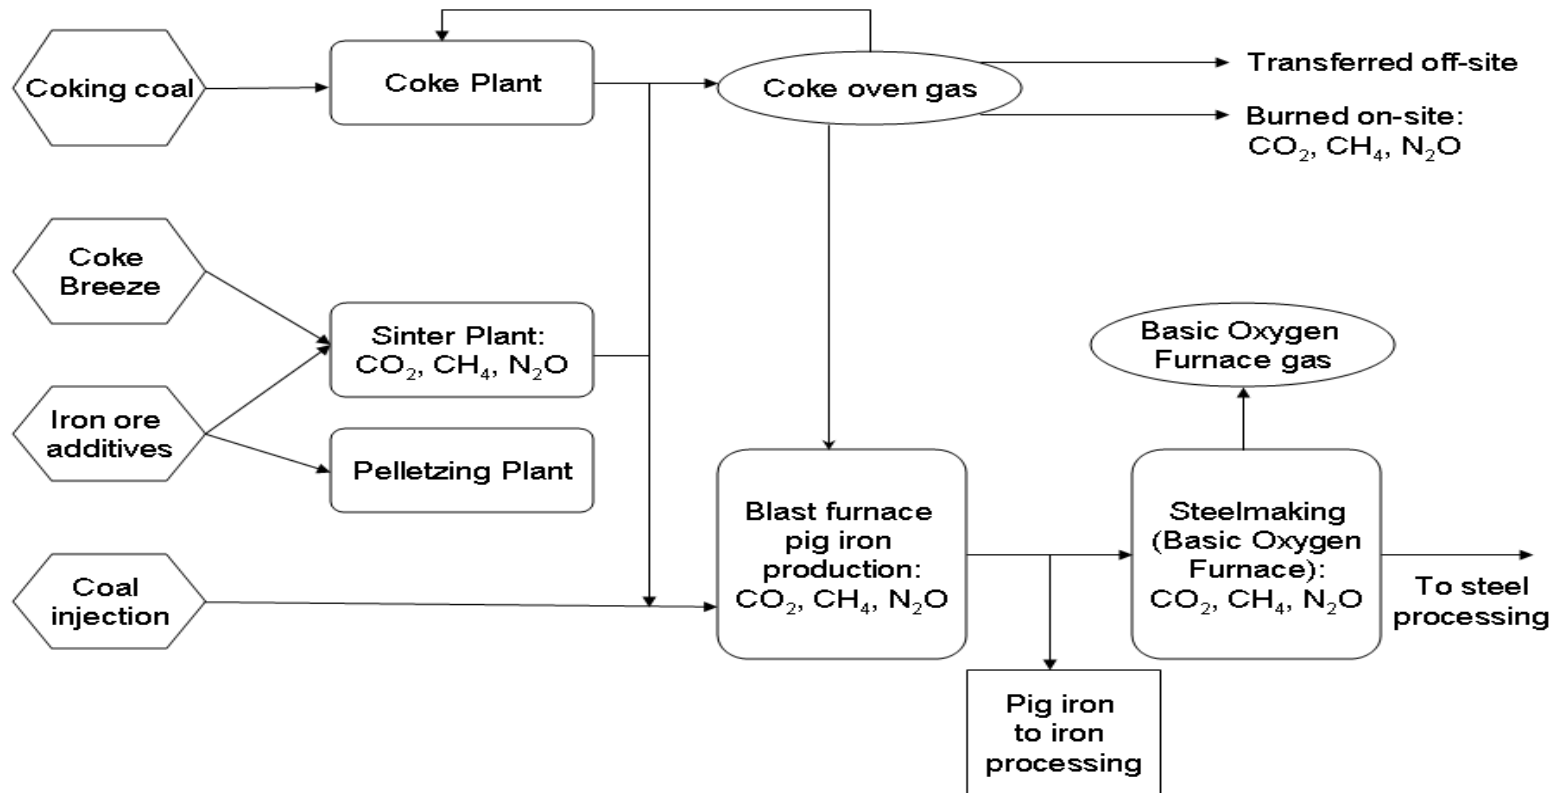 Coking coal
Coke Plant
Coke oven gas
Transferred off-site
Burned on-site:
CO₂, CH₄, N₂O
Coke
Breeze
Sinter Plant:
CO₂, CH₄, N₂O
Basic Oxygen
Furnace gas
Iron ore
additives
Pelletzing Plant
Blast furnace
pig iron
production:
CO₂, CH₄, N₂O
Steelmaking
(Basic Oxygen
Furnace):
CO₂, CH₄, N₂O
To steel
processing
Coal
injection
Pig iron
to iron
processing